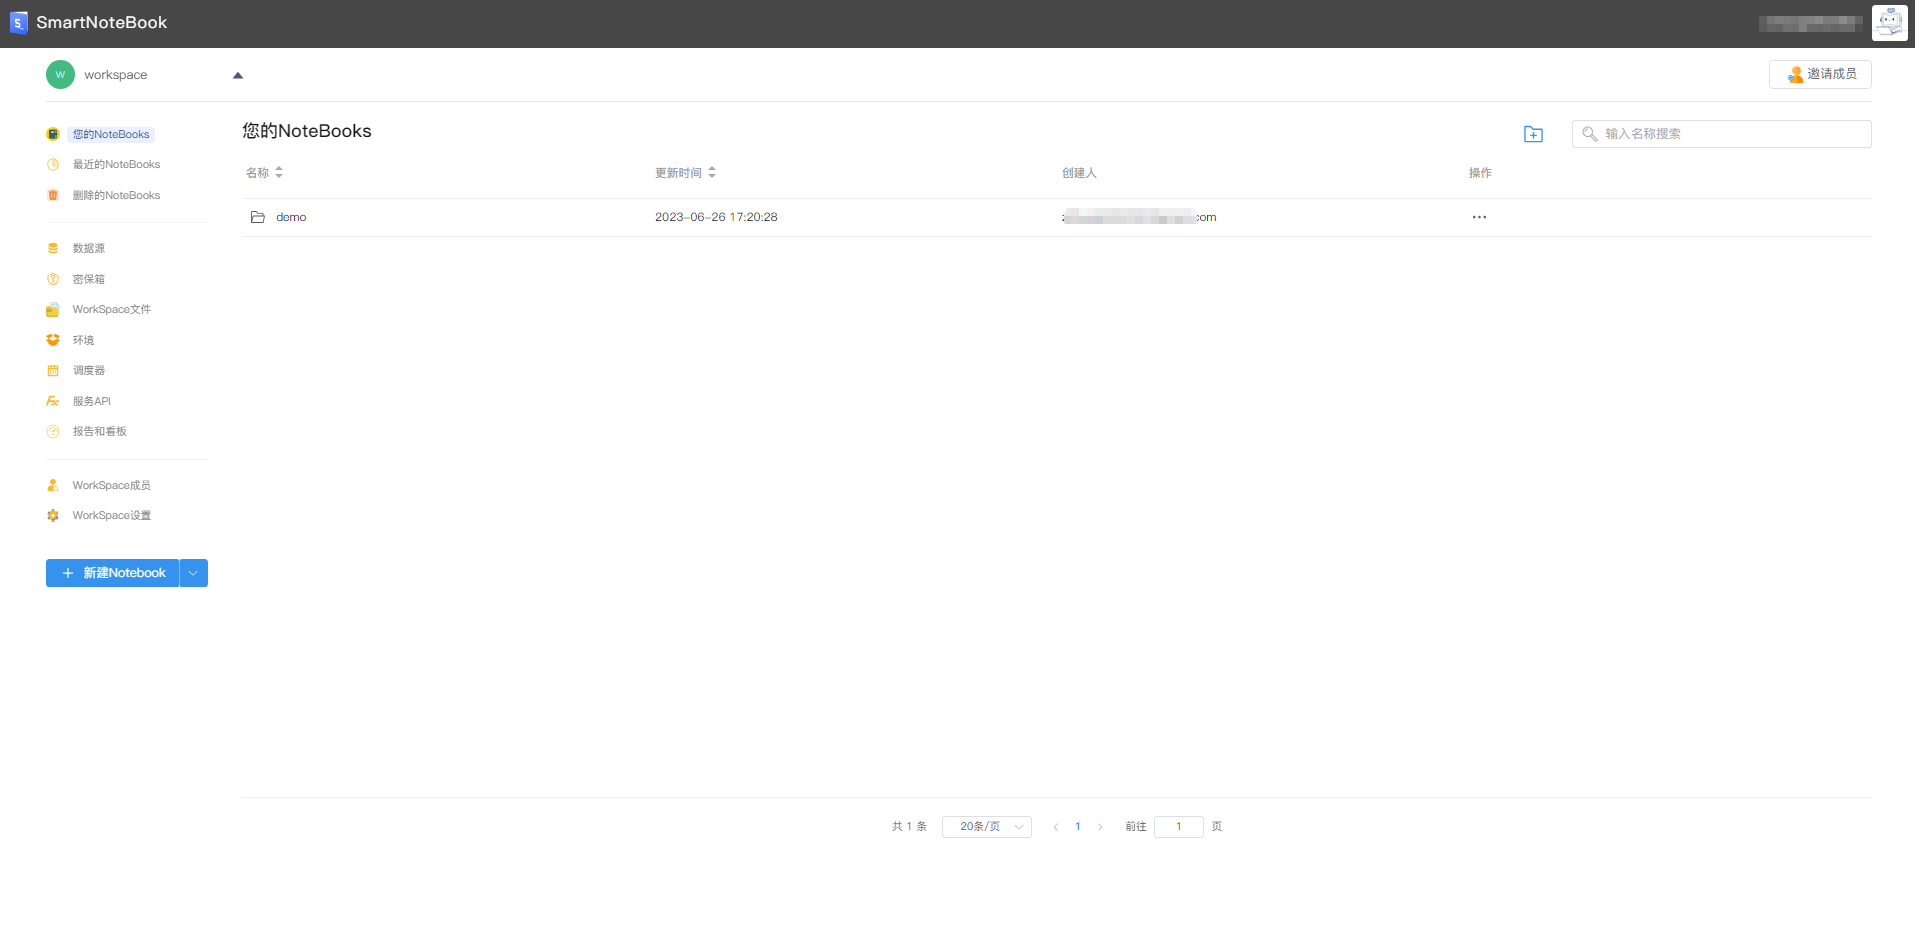 SmartNoteBook
W workspace
邀请成员
您的NoteBooks
最近的NoteBooks
删除的NoteBooks
数据源
密保箱
WorkSpace文件
环境
调度器
服务API
报告和看板
WorkSpace成员
WorkSpace设置
新建Notebook
您的NoteBooks
输入名称搜索
名称 更新时间 创建人 操作
demo 2023-06-26 17:20:28 com ···
共 1 条 20条/页 1 前往 1 页